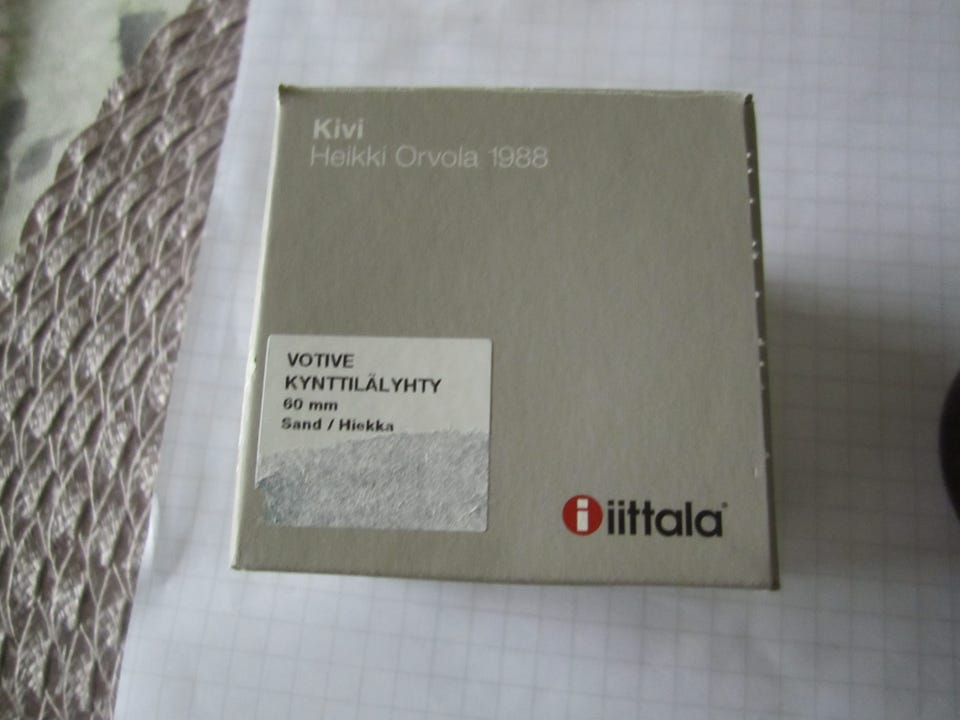 Kivi
Heikki Orvola 1988
VOTIVE
KYNTTILÄLYHTY
60 mm
Sand / Hiekka
i iittala